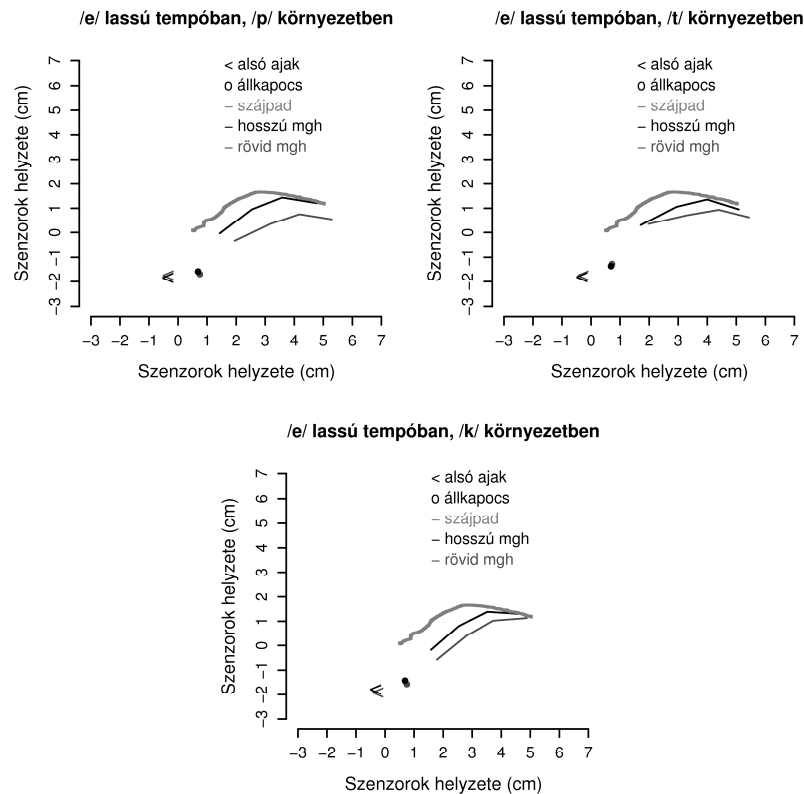 /e/ lassú tempóban, /p/ környezetben
< alsó ajak
o állkapocs
– szájpad
– hosszú mgh
– rövid mgh
Szenzorok helyzete (cm)
7
6
5
4
3
2
1
0
−1
−2
−3
−3 −2 −1 0 1 2 3 4 5 6 7
Szenzorok helyzete (cm)
/e/ lassú tempóban, /t/ környezetben
< alsó ajak
o állkapocs
– szájpad
– hosszú mgh
– rövid mgh
Szenzorok helyzete (cm)
7
6
5
4
3
2
1
0
−1
−2
−3
−3 −2 −1 0 1 2 3 4 5 6 7
Szenzorok helyzete (cm)
/e/ lassú tempóban, /k/ környezetben
< alsó ajak
o állkapocs
– szájpad
– hosszú mgh
– rövid mgh
Szenzorok helyzete (cm)
7
6
5
4
3
2
1
0
−1
−2
−3
−3 −2 −1 0 1 2 3 4 5 6 7
Szenzorok helyzete (cm)